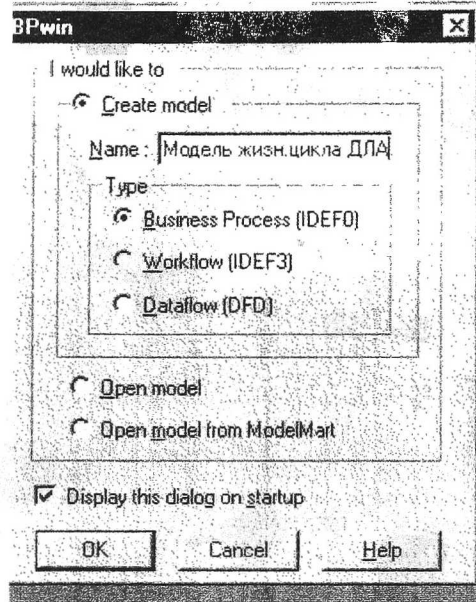 BPwin
I would like to
Create model
Name : Модель жизн.цикла ДЛА
Type
Business Process (IDEF0)
Workflow (IDEF3)
Dataflow (DFD)
Open model
Open model from ModelMart
Display this dialog on startup
OK Cancel Help